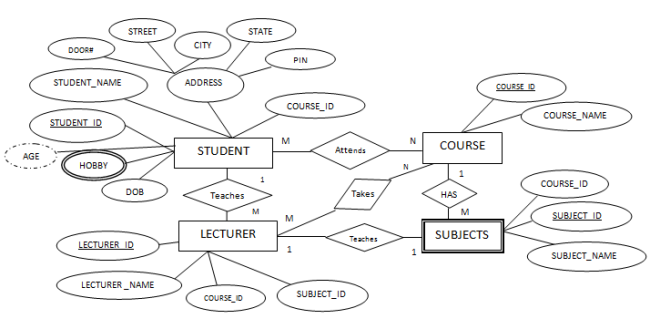 STREET
STATE
DOOR#
CITY
PIN
STUDENT_NAME
ADDRESS
COURSE_ID
COURSE_ID
COURSE_NAME
STUDENT_ID
M
N
STUDENT
Attends
COURSE
AGE
HOBBY
DOB
1
N
1
Teaches
Takes
HAS
COURSE_ID
M
M
M
SUBJECT_ID
LECTURER
SUBJECTS
LECTURER_ID
1
Teaches
1
SUBJECT_NAME
LECTURER_NAME
COURSE_ID
SUBJECT_ID